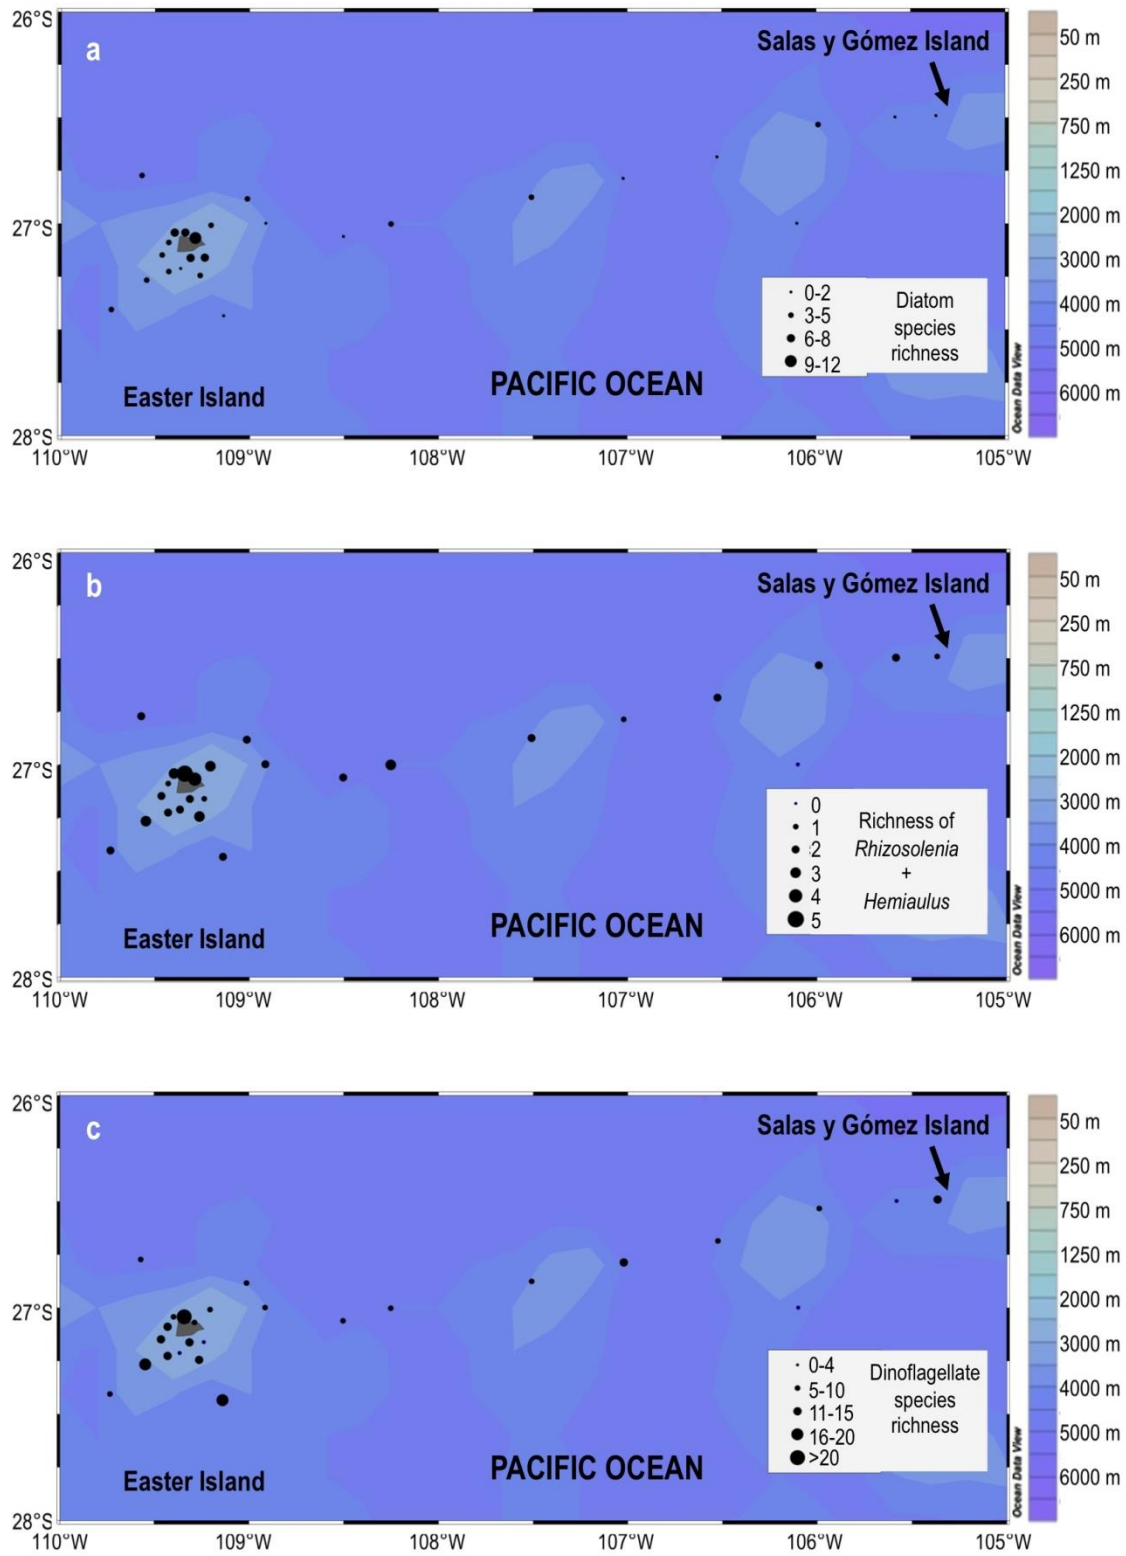 26°S
a
Salas y Gómez Island
50 m
250 m
750 m
1250 m
2000 m
3000 m
4000 m
5000 m
6000 m
27°S
0-2
3-5
6-8
9-12
Diatom
species
richness
Easter Island
PACIFIC OCEAN
Ocean Data View
28°S
110°W
109°W
108°W
107°W
106°W
105°W
26°S
b
Salas y Gómez Island
50 m
250 m
750 m
1250 m
2000 m
3000 m
4000 m
5000 m
6000 m
27°S
0
1
2
3
4
5
Richness of
Rhizosolenia
+
Hemiaulus
Easter Island
PACIFIC OCEAN
Ocean Data View
28°S
110°W
109°W
108°W
107°W
106°W
105°W
26°S
c
Salas y Gómez Island
50 m
250 m
750 m
1250 m
2000 m
3000 m
4000 m
5000 m
6000 m
27°S
0-4
5-10
11-15
16-20
>20
Dinoflagellate
species
richness
Easter Island
PACIFIC OCEAN
Ocean Data View
28°S
110°W
109°W
108°W
107°W
106°W
105°W